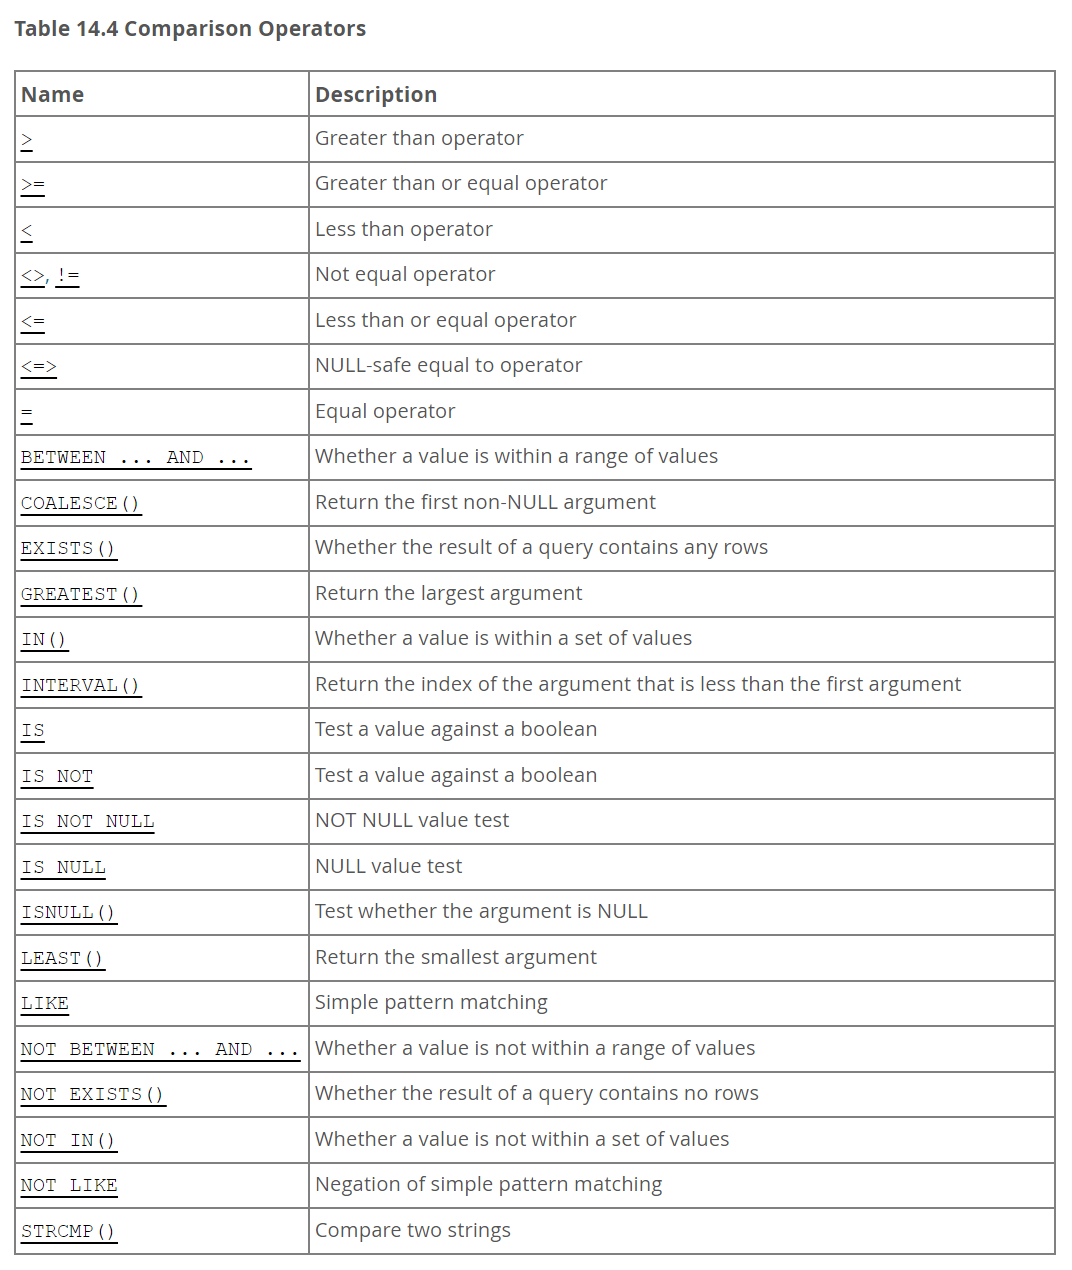 Table 14.4 Comparison Operators
Name Description
> Greater than operator
>= Greater than or equal operator
< Less than operator
<>, != Not equal operator
<= Less than or equal operator
<=> NULL-safe equal to operator
= Equal operator
BETWEEN ... AND ... Whether a value is within a range of values
COALESCE() Return the first non-NULL argument
EXISTS() Whether the result of a query contains any rows
GREATEST() Return the largest argument
IN() Whether a value is within a set of values
INTERVAL() Return the index of the argument that is less than the first argument
IS Test a value against a boolean
IS NOT Test a value against a boolean
IS NOT NULL NOT NULL value test
IS NULL NULL value test
ISNULL() Test whether the argument is NULL
LEAST() Return the smallest argument
LIKE Simple pattern matching
NOT BETWEEN ... AND ... Whether a value is not within a range of values
NOT EXISTS() Whether the result of a query contains no rows
NOT IN() Whether a value is not within a set of values
NOT LIKE Negation of simple pattern matching
STRCMP() Compare two strings